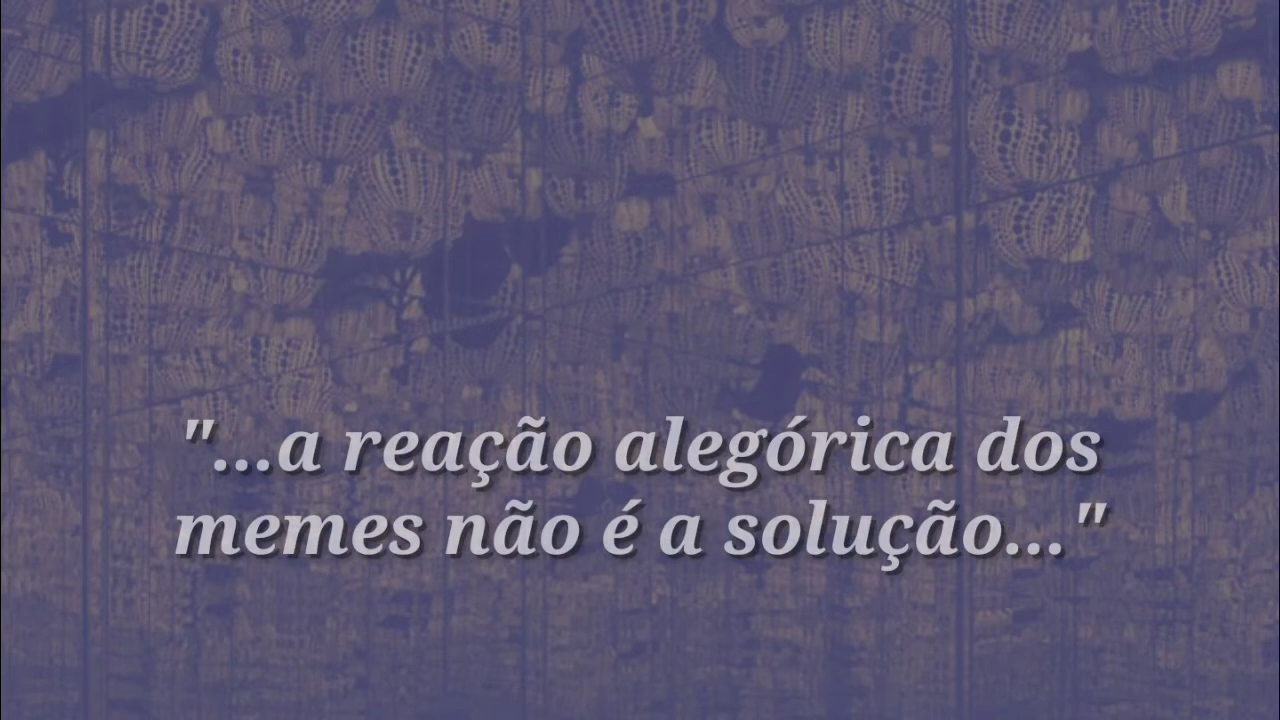 "...a reação alegórica dos
memes não é a solução..."